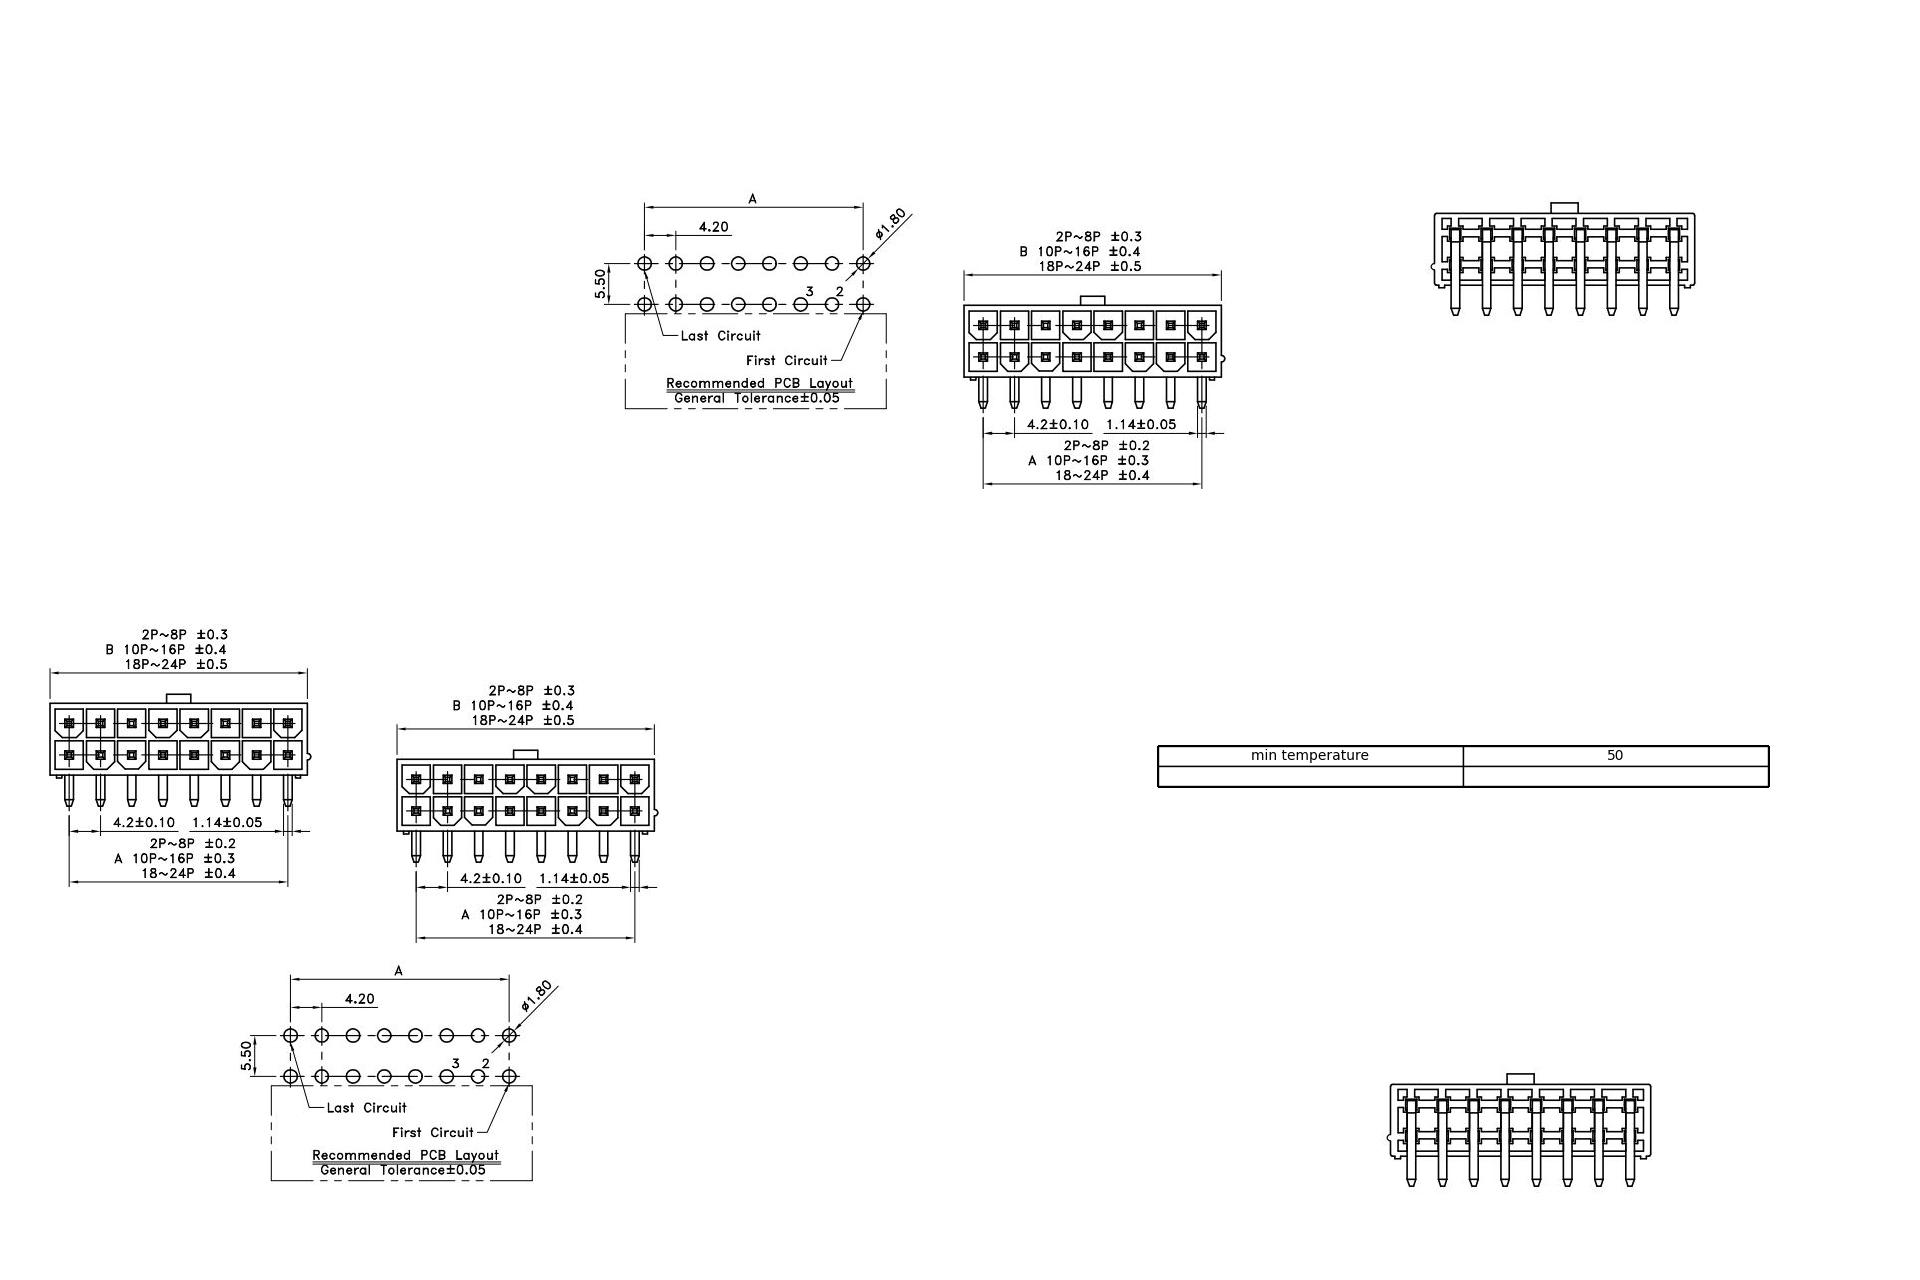 A
4.20
ø1.80
5.50
3
2
Last Circuit
First Circuit
Recommended PCB Layout
General Tolerance±0.05
2P~8P ±0.3
B 10P~16P ±0.4
18P~24P ±0.5
4.2±0.10
1.14±0.05
2P~8P ±0.2
A 10P~16P ±0.3
18~24P ±0.4
2P~8P ±0.3
B 10P~16P ±0.4
18P~24P ±0.5
4.2±0.10
1.14±0.05
2P~8P ±0.2
A 10P~16P ±0.3
18~24P ±0.4
2P~8P ±0.3
B 10P~16P ±0.4
18P~24P ±0.5
4.2±0.10
1.14±0.05
2P~8P ±0.2
A 10P~16P ±0.3
18~24P ±0.4
min temperature
50
A
4.20
ø1.80
5.50
3
2
Last Circuit
First Circuit
Recommended PCB Layout
General Tolerance±0.05